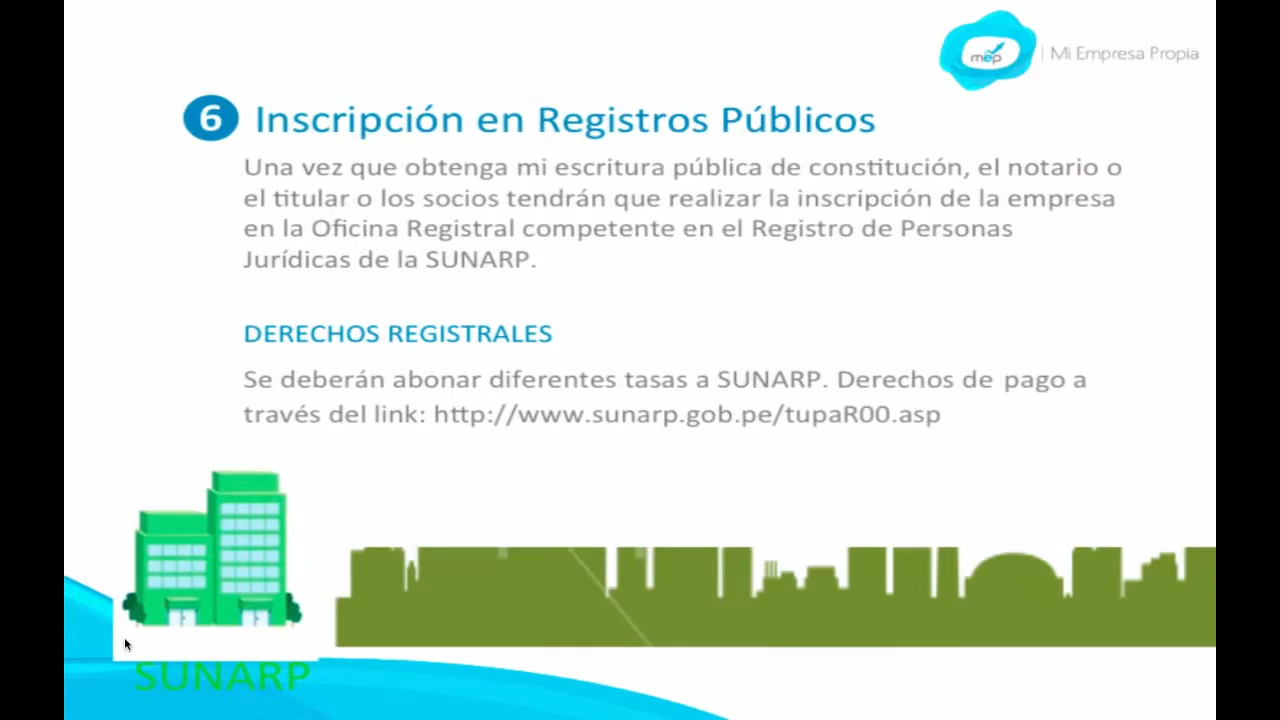 mep
Mi Empresa Propia
6 Inscripción en Registros Públicos
Una vez que obtenga mi escritura pública de constitución, el notario o
el titular o los socios tendrán que realizar la inscripción de la empresa
en la Oficina Registral competente en el Registro de Personas
Jurídicas de la SUNARP.
DERECHOS REGISTRALES
Se deberán abonar diferentes tasas a SUNARP. Derechos de pago a
través del link: http://www.sunarp.gob.pe/tupaR00.asp
SUNARP